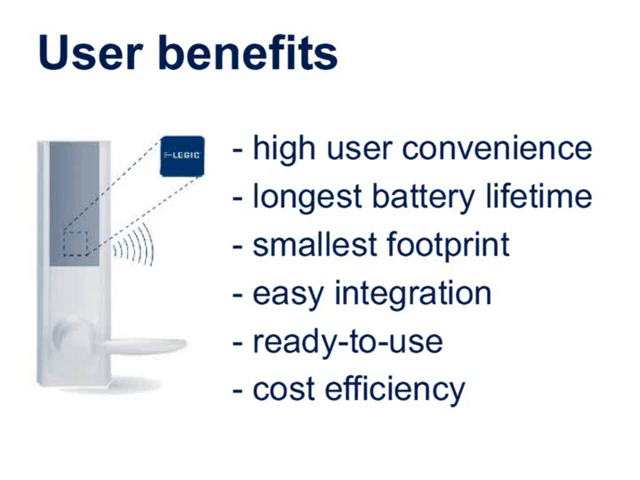 User benefits
LEGIC
- high user convenience
- longest battery lifetime
- smallest footprint
- easy integration
- ready-to-use
- cost efficiency